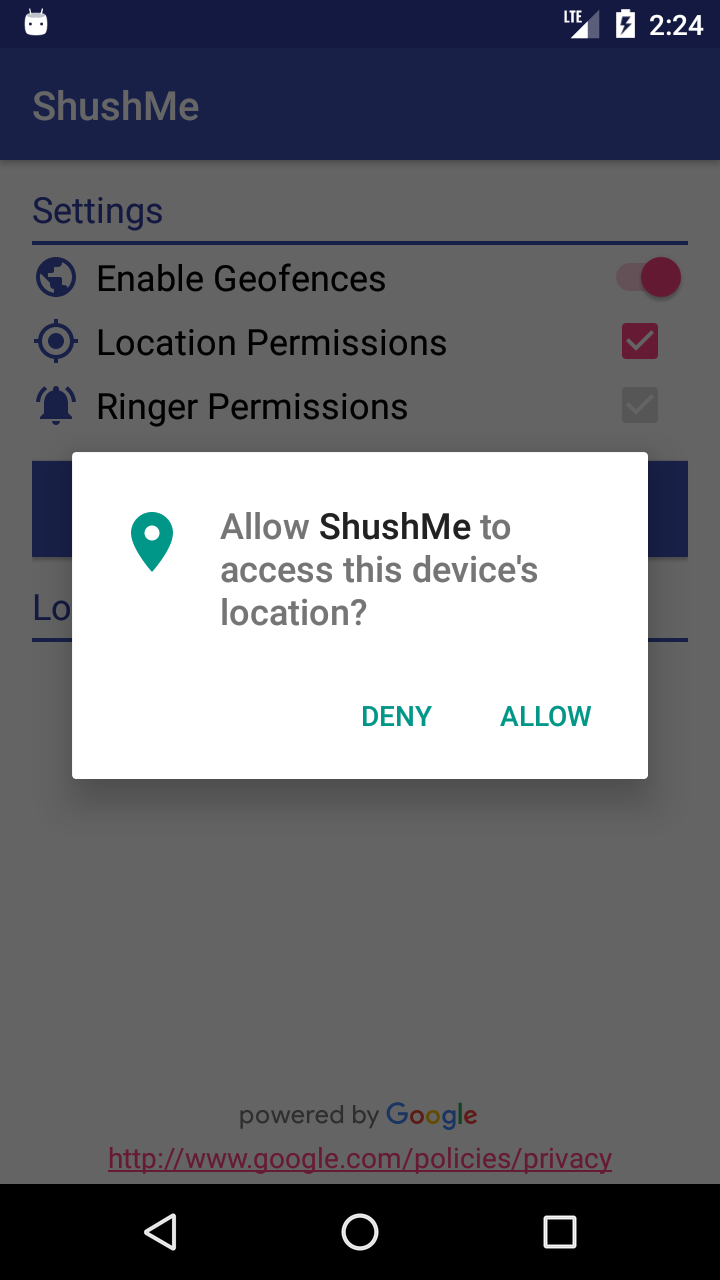 LTE 2:24
ShushMe
Settings
Enable Geofences
Location Permissions
Ringer Permissions
Allow ShushMe to
access this device's
location?
DENY ALLOW
Lo
powered by Google
http://www.google.com/policies/privacy